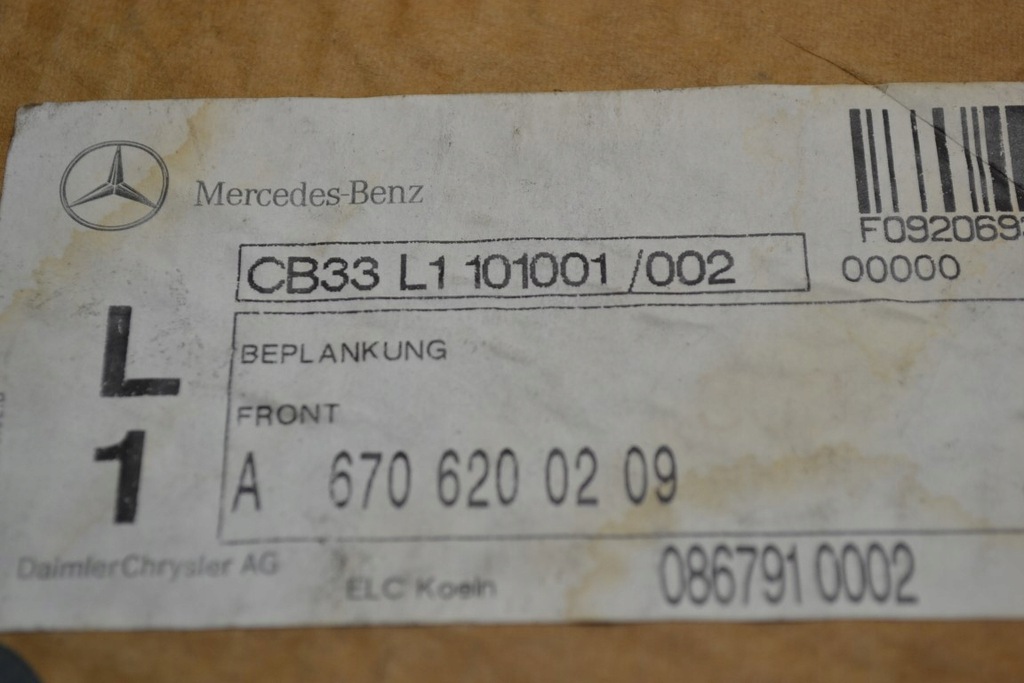 Mercedes-Benz
F092069
CB33 L1 101001 /002
00000
L
1
BEPLANKUNG
FRONT
A 670 620 02 09
DaimlerChrysler AG
ELC Koeln
086791 0002